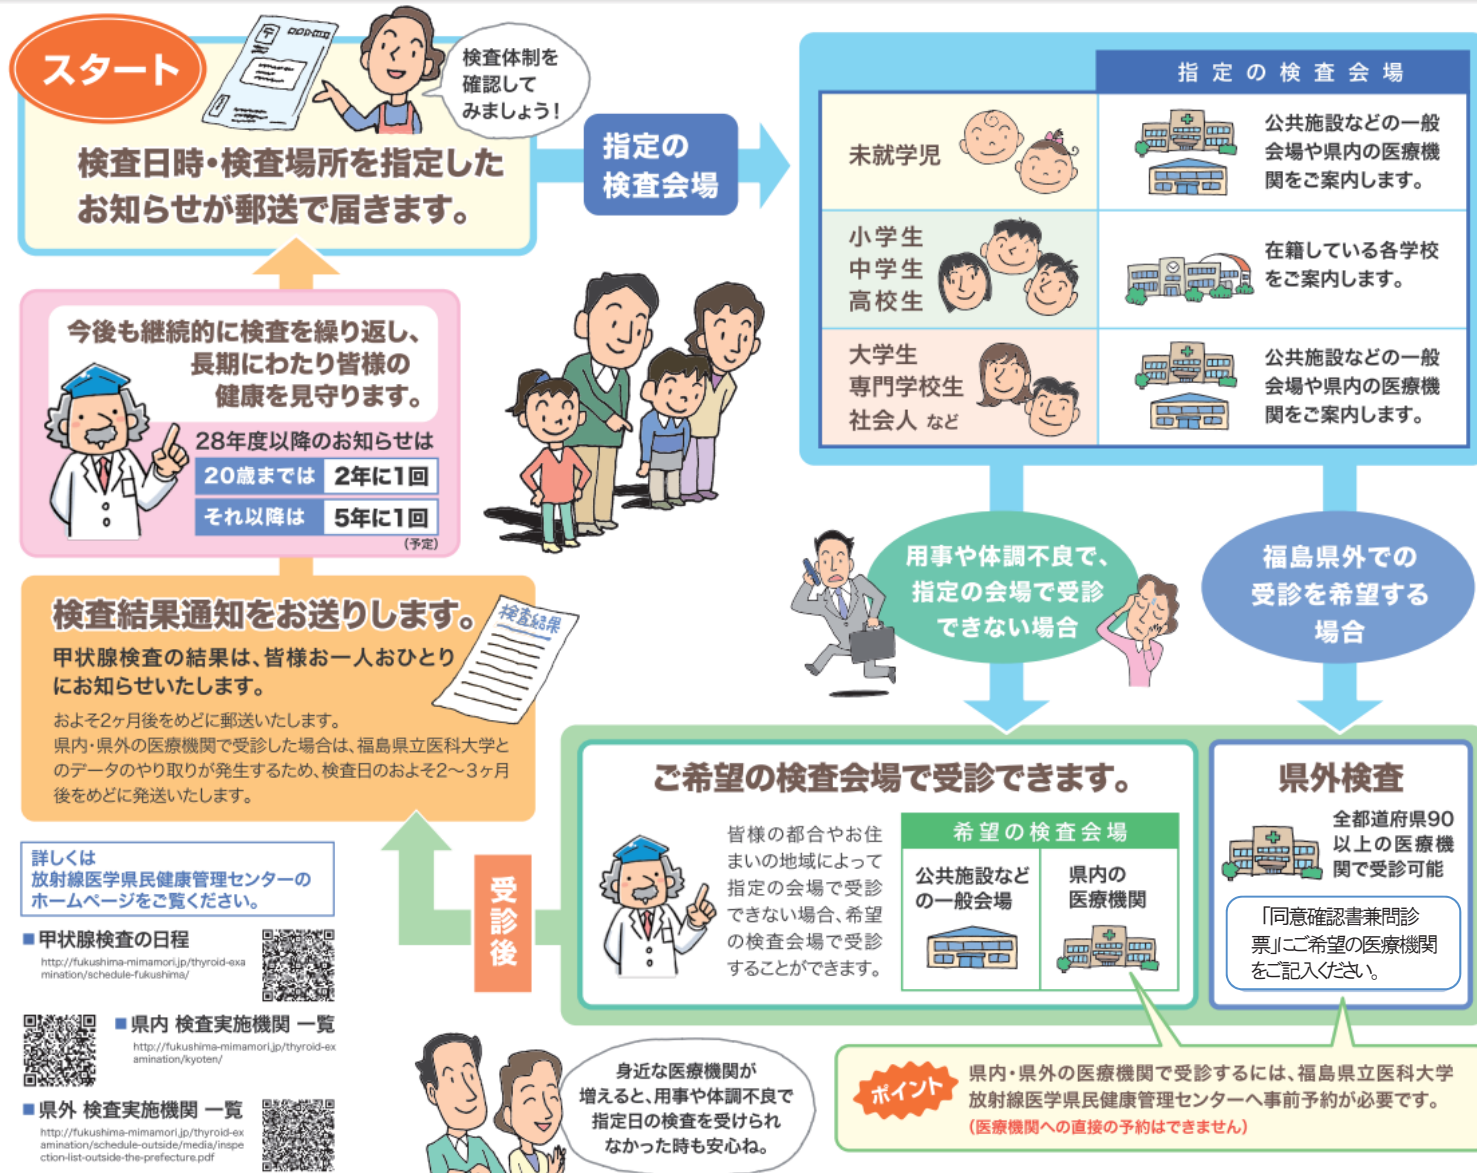 スタート
検査体制を
確認して
みましょう!
検査日時・検査場所を指定した
お知らせが郵送で届きます。
指定の
検査会場
指定の検査会場
未就学児
公共施設などの一般
会場や県内の医療機
関をご案内します。
小学生
中学生
高校生
在籍している各学校
をご案内します。
大学生
専門学校生
社会人 など
公共施設などの一般
会場や県内の医療機
関をご案内します。
用事や体調不良で、
指定の会場で受診
できない場合
福島県外での
受診を希望する
場合
ご希望の検査会場で受診できます。
皆様の都合やお住
まいの地域によって
指定の会場で受診
できない場合、希望
の検査会場で受診
することができます。
希望の検査会場
公共施設など
の一般会場
県内の
医療機関
県外検査
全都道府県90
以上の医療機
関で受診可能
「同意確認書兼問診
票」にご希望の医療機関
をご記入ください。
ポイント
県内・県外の医療機関で受診するには、福島県立医科大学
放射線医学県民健康管理センターへ事前予約が必要です。
(医療機関への直接の予約はできません)
身近な医療機関が
増えると、用事や体調不良で
指定日の検査を受けられ
なかった時も安心ね。
受診後
検査結果通知をお送りします。
検査結果
甲状腺検査の結果は、皆様お一人おひとり
にお知らせいたします。
およそ2ヶ月後をめどに郵送いたします。
県内・県外の医療機関で受診した場合は、福島県立医科大学と
のデータのやり取りが発生するため、検査日のおよそ2〜3ヶ月
後をめどに発送いたします。
今後も継続的に検査を繰り返し、
長期にわたり皆様の
健康を見守ります。
28年度以降のお知らせは
20歳までは 2年に1回
それ以降は 5年に1回
(予定)
詳しくは
放射線医学県民健康管理センターの
ホームページをご覧ください。
■甲状腺検査の日程
http://fukushima-mimamori.jp/thyroid-exa
mination/schedule-fukushima/
■県内 検査実施機関 一覧
http://fukushima-mimamori.jp/thyroid-ex
amination/kyoten/
■県外 検査実施機関 一覧
http://fukushima-mimamori.jp/thyroid-ex
amination/schedule-outside/media/inspe
ction-list-outside-the-prefecture.pdf